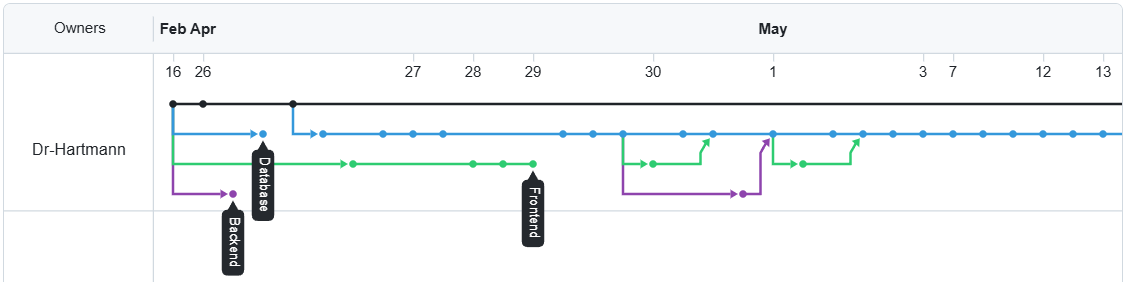 Owners Feb Apr May
16 26 27 28 29 30 1 3 7 12 13
Dr-Hartmann
Database
Frontend
Backend